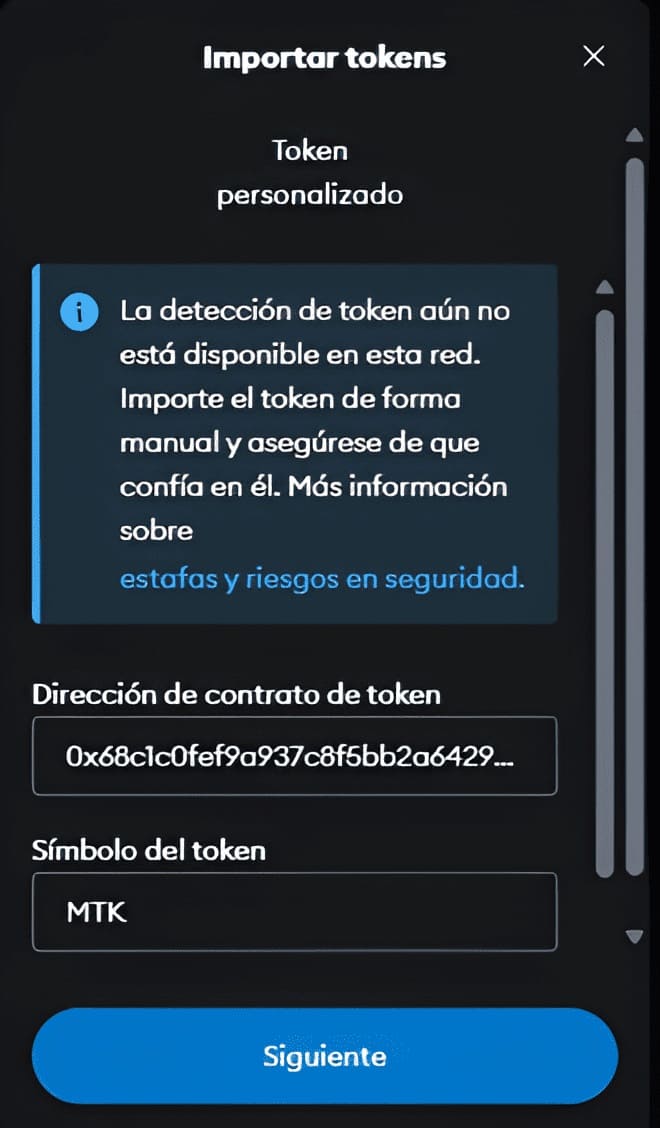 Importar tokens
Token
personalizado
La detección de token aún no
está disponible en esta red.
Importe el token de forma
manual y asegúrese de que
confía en él. Más información
sobre
estafas y riesgos en seguridad.
Dirección de contrato de token
0x68c1c0fef9a937c8f5bb2a6429...
Símbolo del token
MTK
Siguiente